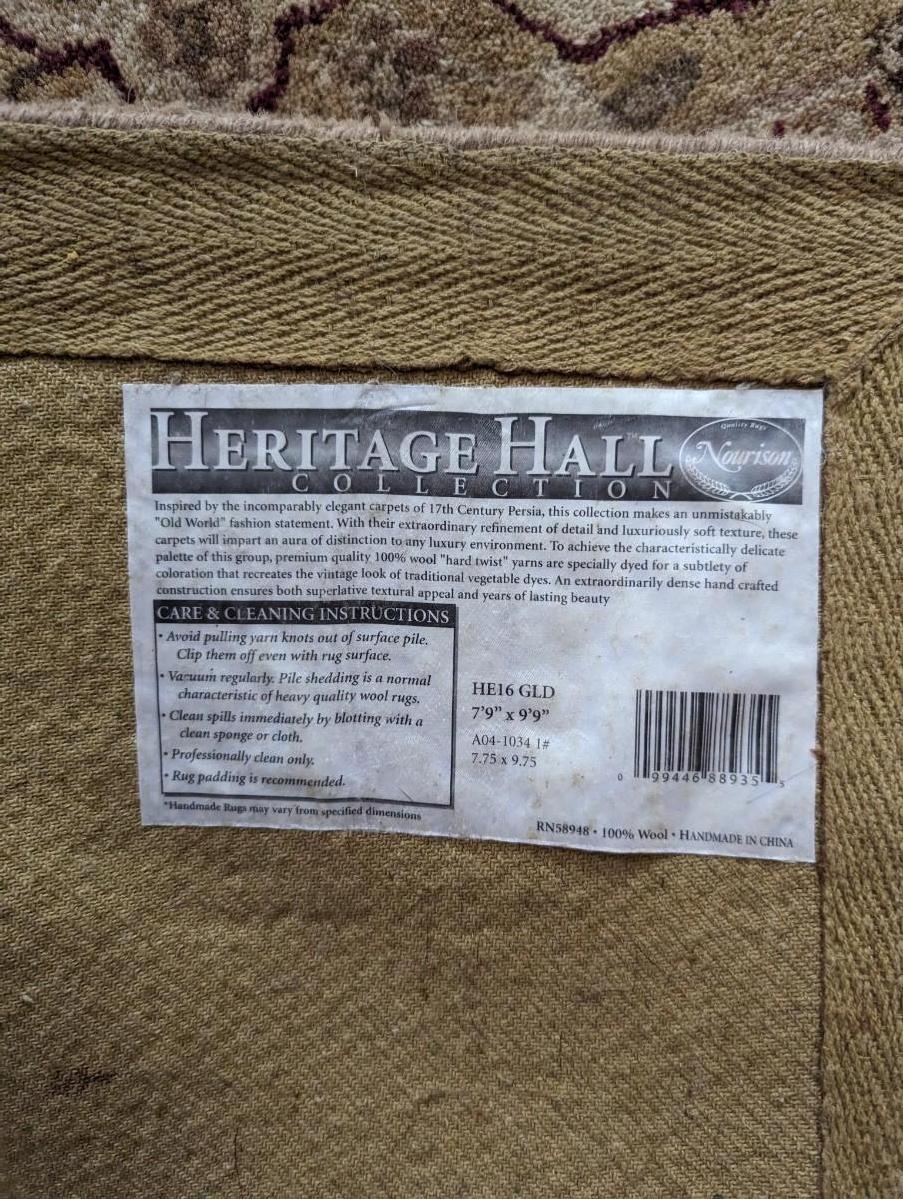 HERITAGE HALL™
COLLECTION
Quality Rugs
Nourison
Inspired by the incomparably elegant carpets of 17th Century Persia, this collection makes an unmistakably
"Old World" fashion statement. With their extraordinary refinement of detail and luxuriously soft texture, these
carpets will impart an aura of distinction to any luxury environment. To achieve the characteristically delicate
palette of this group, premium quality 100% wool "hard twist" yarns are specially dyed for a subtlety of
coloration that recreates the vintage look of traditional vegetable dyes. An extraordinarily dense hand crafted
construction ensures both superlative textural appeal and years of lasting beauty
CARE & CLEANING INSTRUCTIONS
• Avoid pulling yarn knots out of surface pile.
Clip them off even with rug surface.
• Vacuum regularly. Pile shedding is a normal
characteristic of heavy quality wool rugs.
• Clean spills immediately by blotting with a
clean sponge or cloth.
• Professionally clean only.
• Rug padding is recommended.
*Handmade Rugs may vary from specified dimensions
HE16 GLD
7'9" x 9'9"
A04-1034 1#
7.75 x 9.75
0 99446 88935 5
RN58948 • 100% Wool • HANDMADE IN CHINA